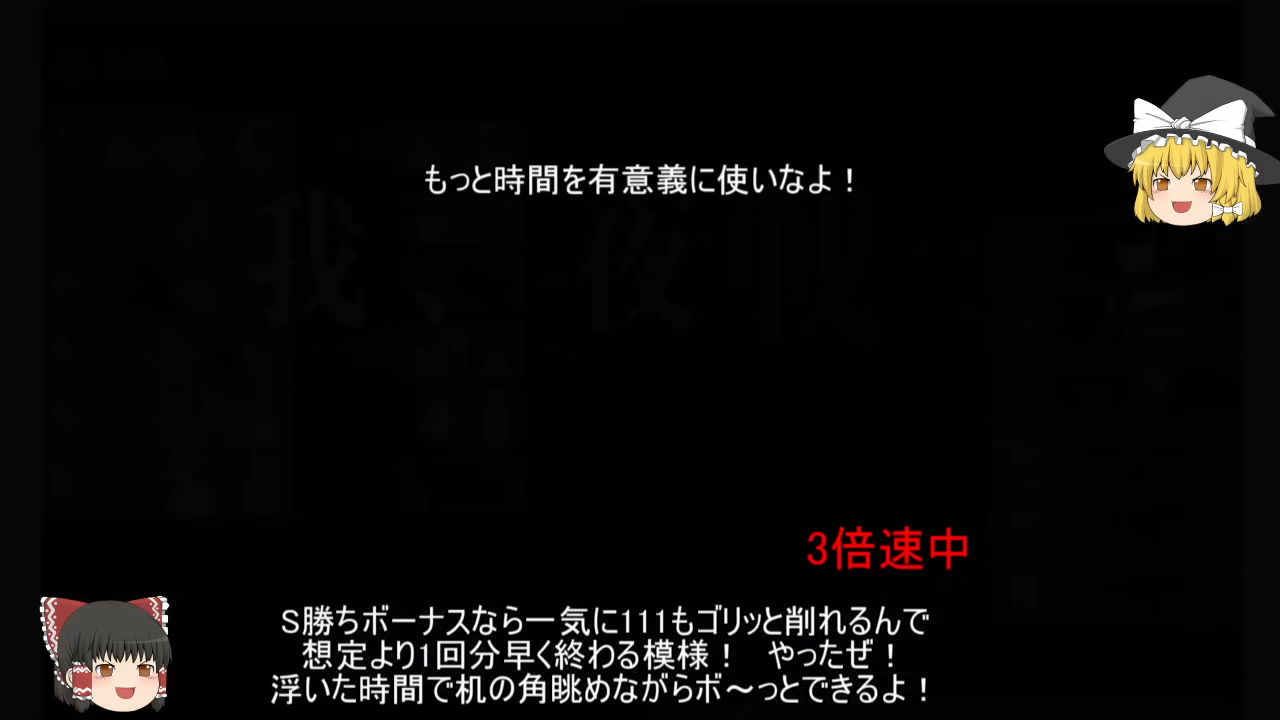 もっと時間を有意義に使いなよ！
我、夜戦
3倍速中
S勝ちボーナスなら一気に111もゴリッと削れるんで
想定より1回分早く終わる模様！　やったぜ！
浮いた時間で机の角眺めながらボ～っとできるよ！